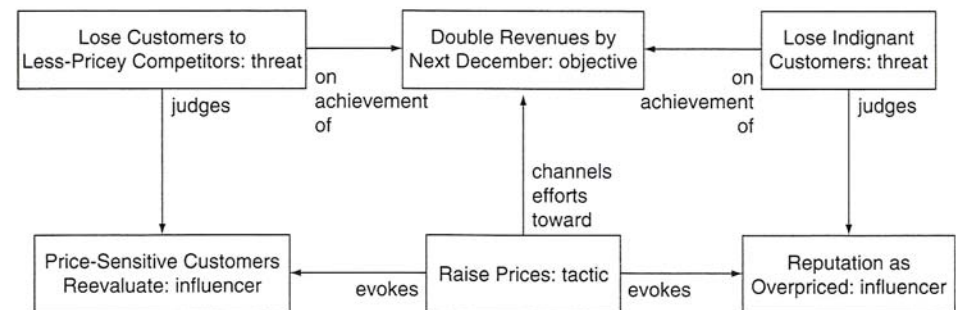 Lose Customers to
Less-Pricey Competitors: threat
Double Revenues by
Next December: objective
Lose Indignant
Customers: threat
on
achievement
of
on
achievement
of
judges
judges
channels
efforts
toward
Price-Sensitive Customers
Reevaluate: influencer
Raise Prices: tactic
Reputation as
Overpriced: influencer
evokes
evokes